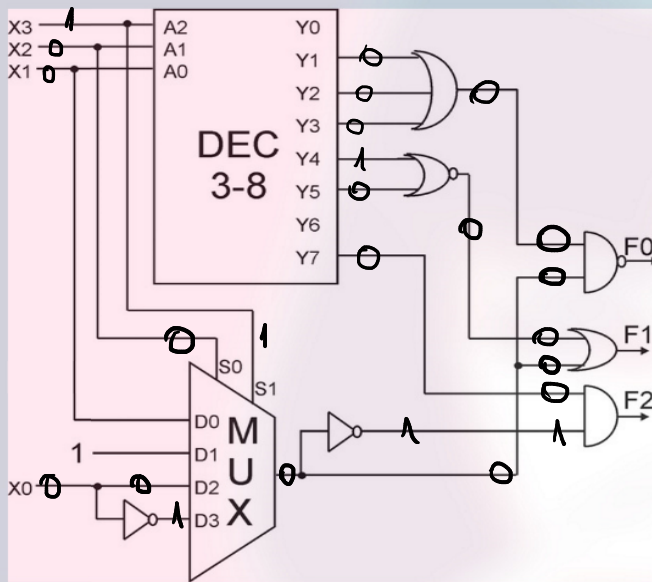 X3 1 A2 Y0
X2 0 A1 Y1 0
X1 0 A0 Y2 0 0
Y3 0
DEC Y4 1
3-8 Y5 0
Y6 0
Y7 0 0 F0
0
1 0 F1
0 S0 0
S1 0 F2
D0 M
1 D1 U 1 1
X0 0 0 D2 X 0 0
1 D3